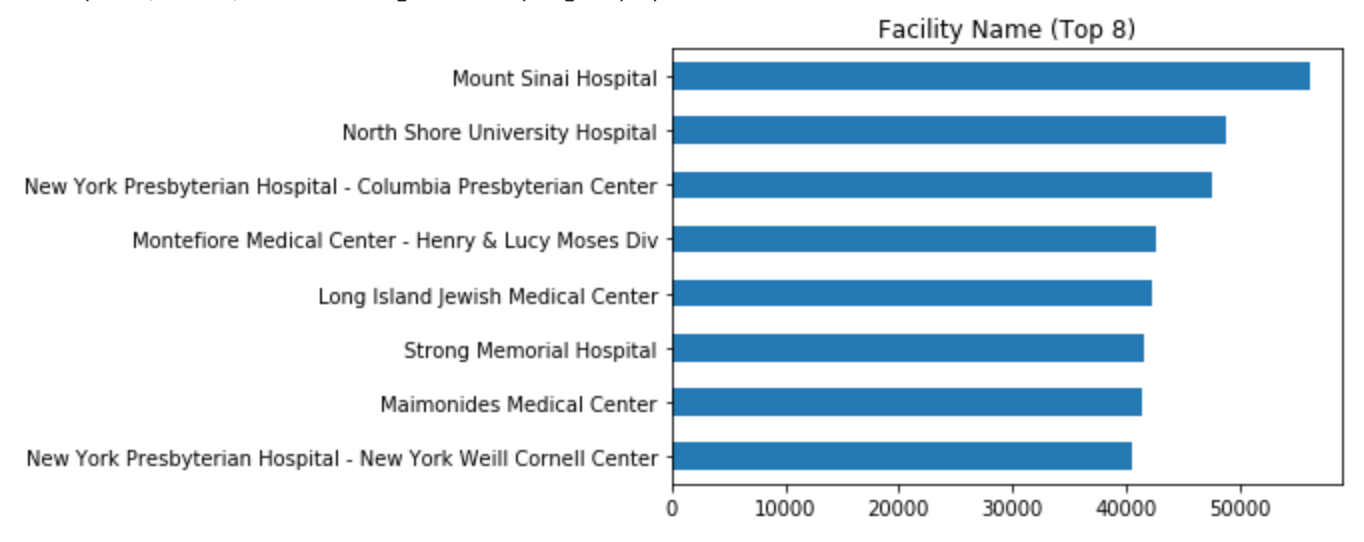 Facility Name (Top 8)
Mount Sinai Hospital
North Shore University Hospital
New York Presbyterian Hospital - Columbia Presbyterian Center
Montefiore Medical Center - Henry & Lucy Moses Div
Long Island Jewish Medical Center
Strong Memorial Hospital
Maimonides Medical Center
New York Presbyterian Hospital - New York Weill Cornell Center
0 10000 20000 30000 40000 50000